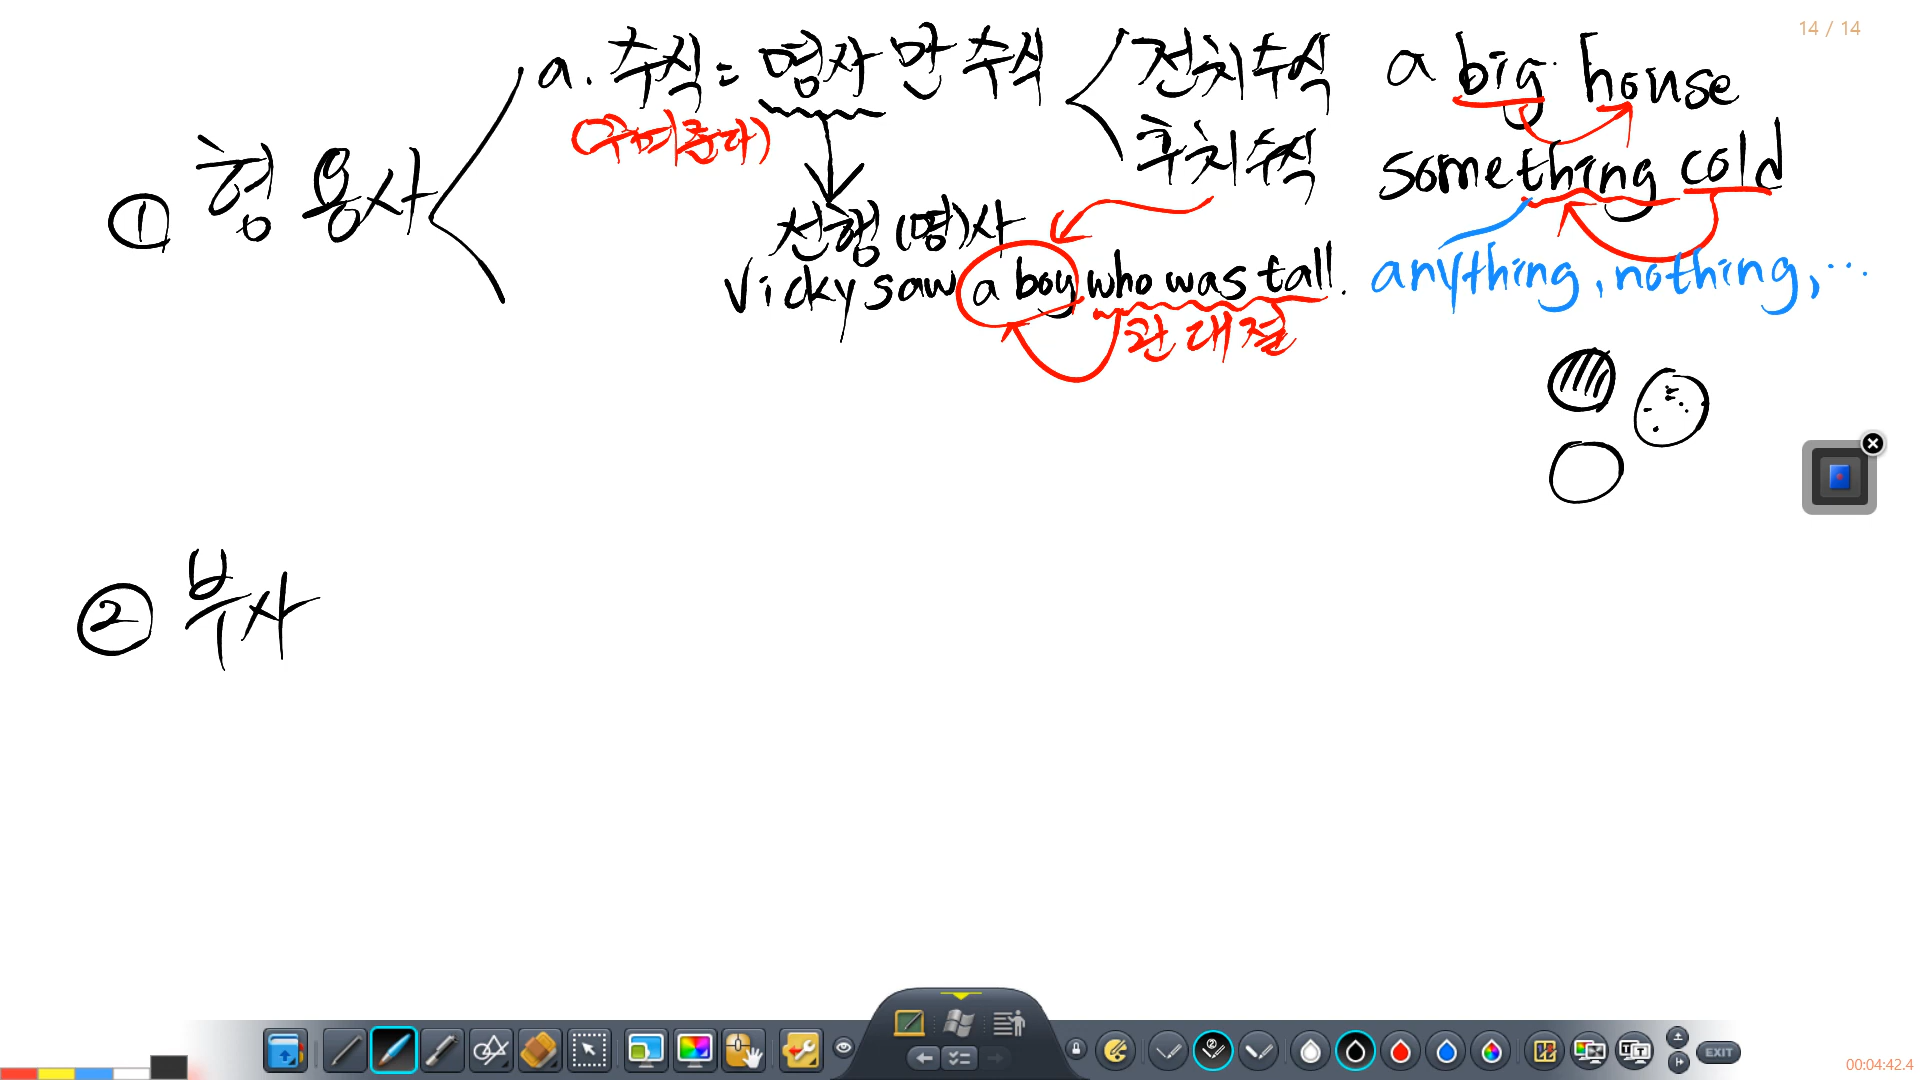 14 / 14
① 형용사
a. 수식 = 명사만 수식
(꾸며준다)
전치수식 a big house
후치수식 something cold
anything, nothing, ...
선행(명)사
Vicky saw a boy who was tall.
관대절
② 부사
EXIT
00:04:42.4